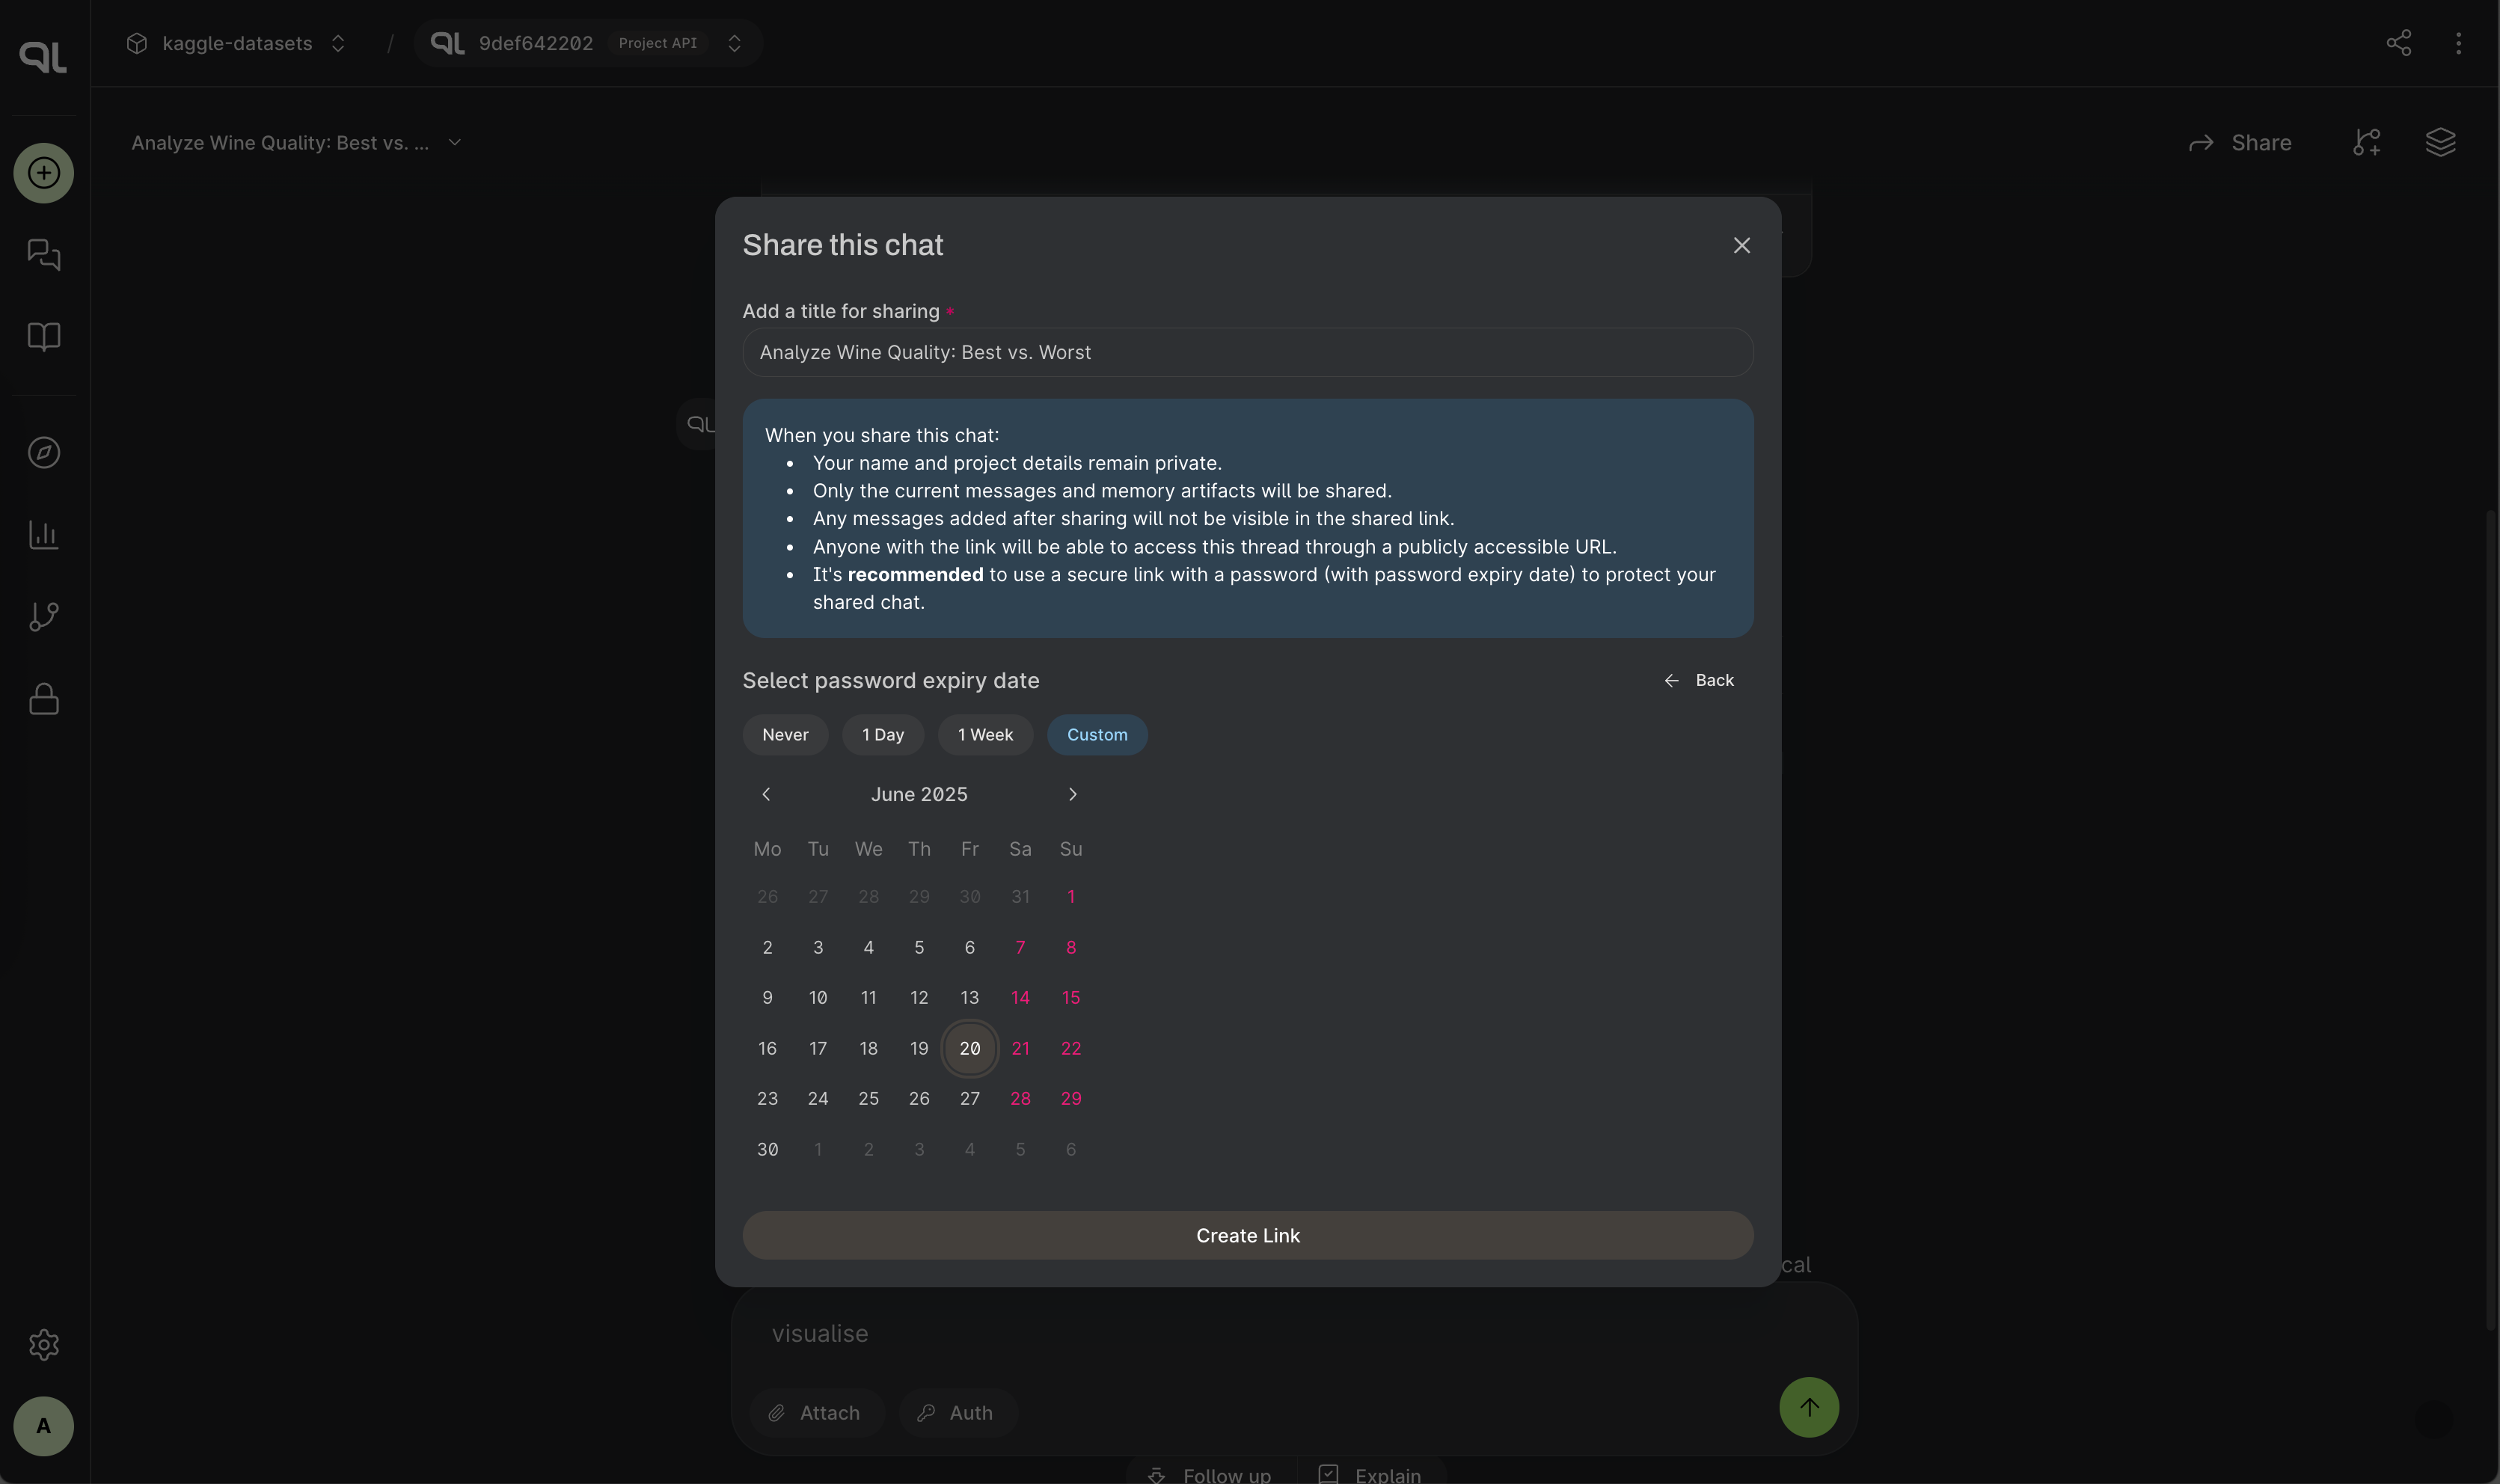 kaggle-datasets / 9def642202 Project API
Analyze Wine Quality: Best vs. ...
Share
Share this chat
Add a title for sharing *
Analyze Wine Quality: Best vs. Worst
When you share this chat:
• Your name and project details remain private.
• Only the current messages and memory artifacts will be shared.
• Any messages added after sharing will not be visible in the shared link.
• Anyone with the link will be able to access this thread through a publicly accessible URL.
• It's recommended to use a secure link with a password (with password expiry date) to protect your
shared chat.
Select password expiry date
Back
Never 1 Day 1 Week Custom
June 2025
Mo Tu We Th Fr Sa Su
26 27 28 29 30 31 1
2 3 4 5 6 7 8
9 10 11 12 13 14 15
16 17 18 19 20 21 22
23 24 25 26 27 28 29
30 1 2 3 4 5 6
Create Link
cal
visualise
Attach Auth
A
Follow up Explain